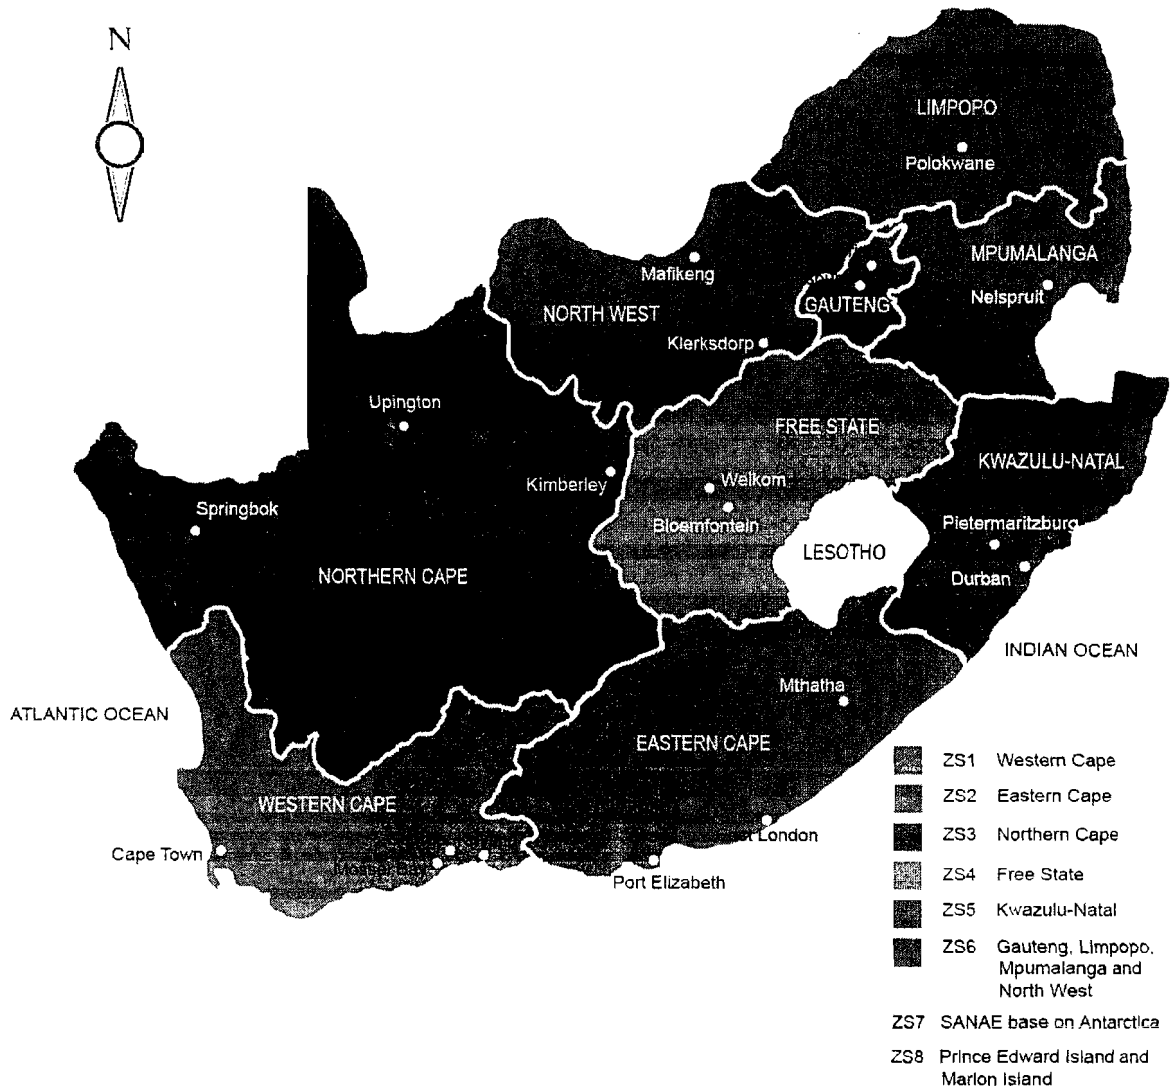 N
LIMPOPO
Polokwane
MPUMALANGA
Mafikeng
Nelspruit
GAUTENG
NORTH WEST
Klerksdorp
Upington
FREE STATE
KWAZULU-NATAL
Kimberley
Welkom
Springbok
Bloemfontein
Pietermaritzburg
LESOTHO
NORTHERN CAPE
Durban
INDIAN OCEAN
Mthatha
ATLANTIC OCEAN
EASTERN CAPE
WESTERN CAPE
London
Cape Town
Mossel Bay
Port Elizabeth
ZS1 Western Cape
ZS2 Eastern Cape
ZS3 Northern Cape
ZS4 Free State
ZS5 Kwazulu-Natal
ZS6 Gauteng, Limpopo,
Mpumalanga and
North West
ZS7 SANAE base on Antarctica
ZS8 Prince Edward Island and
Marion Island